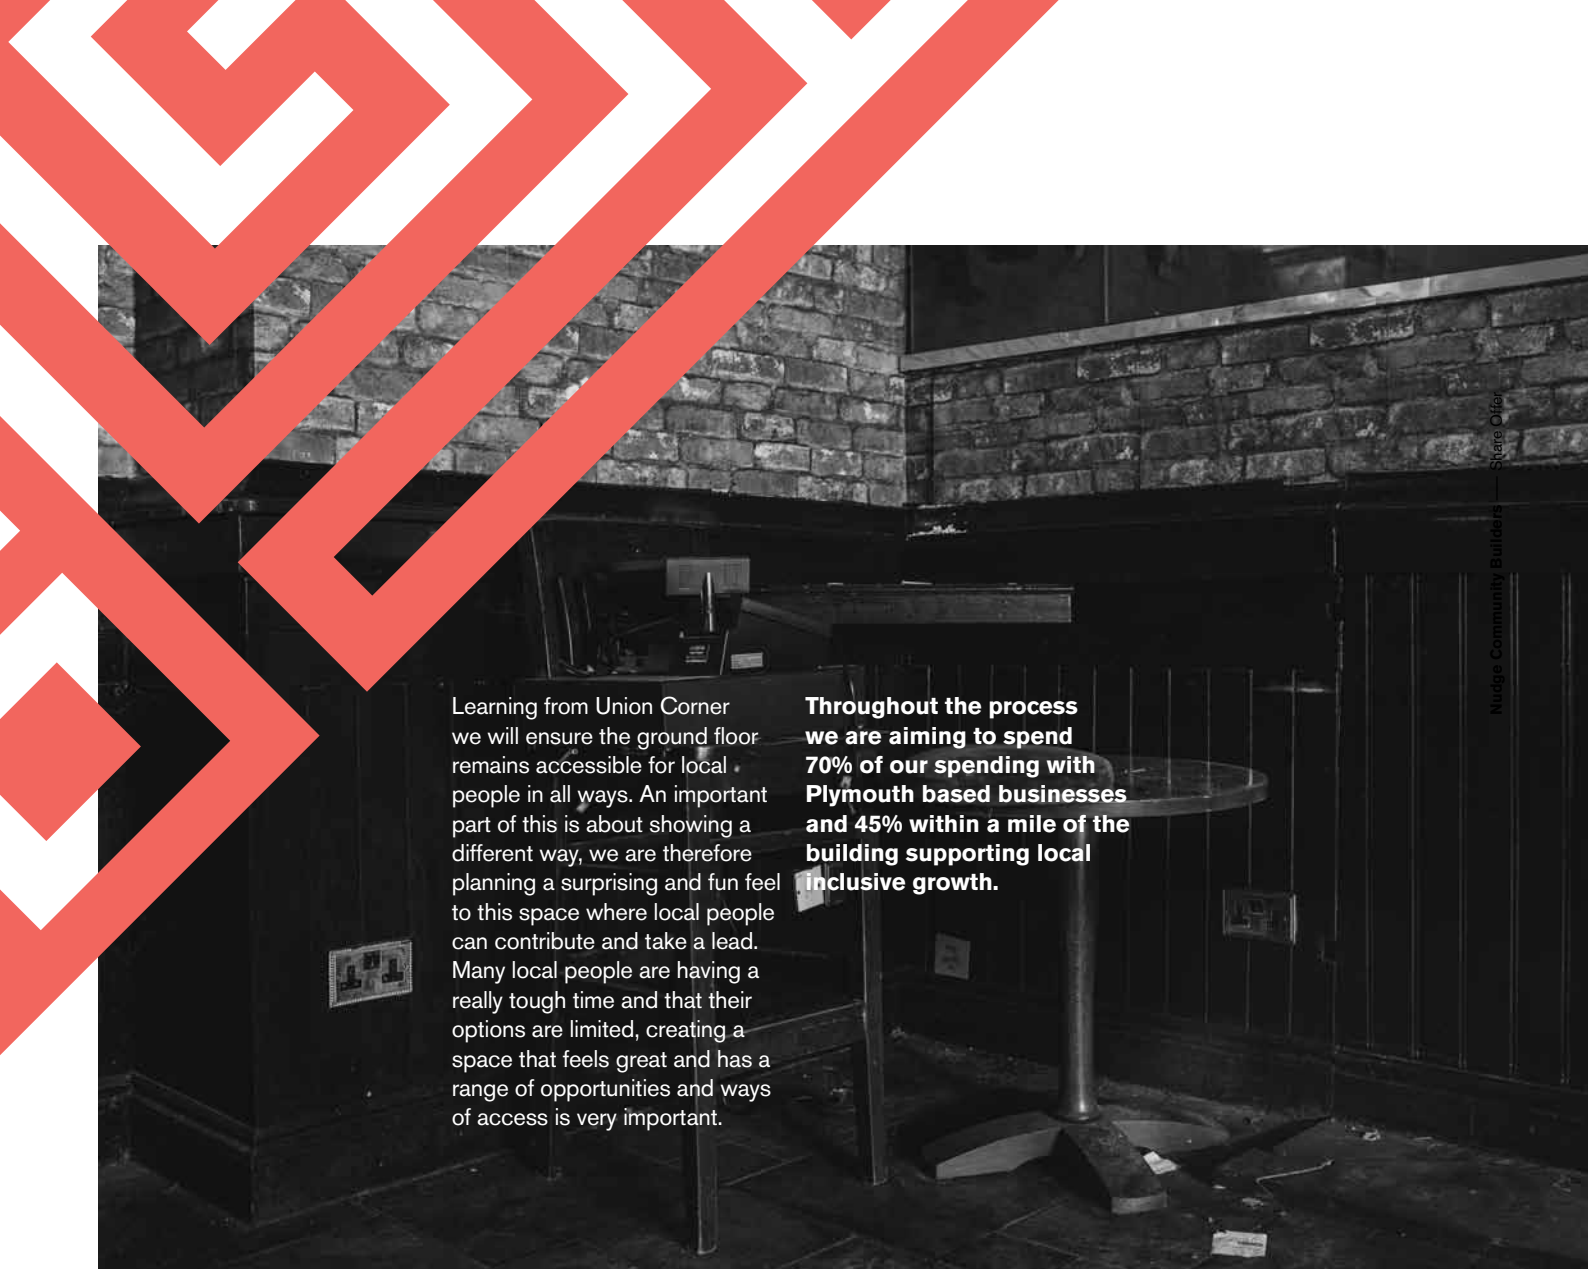 Learning from Union Corner
we will ensure the ground floor
remains accessible for local
people in all ways. An important
part of this is about showing a
different way, we are therefore
planning a surprising and fun feel
to this space where local people
can contribute and take a lead.
Many local people are having a
really tough time and that their
options are limited, creating a
space that feels great and has a
range of opportunities and ways
of access is very important.
Throughout the process
we are aiming to spend
70% of our spending with
Plymouth based businesses
and 45% within a mile of the
building supporting local
inclusive growth.
Nudge Community Builders — Share Offer